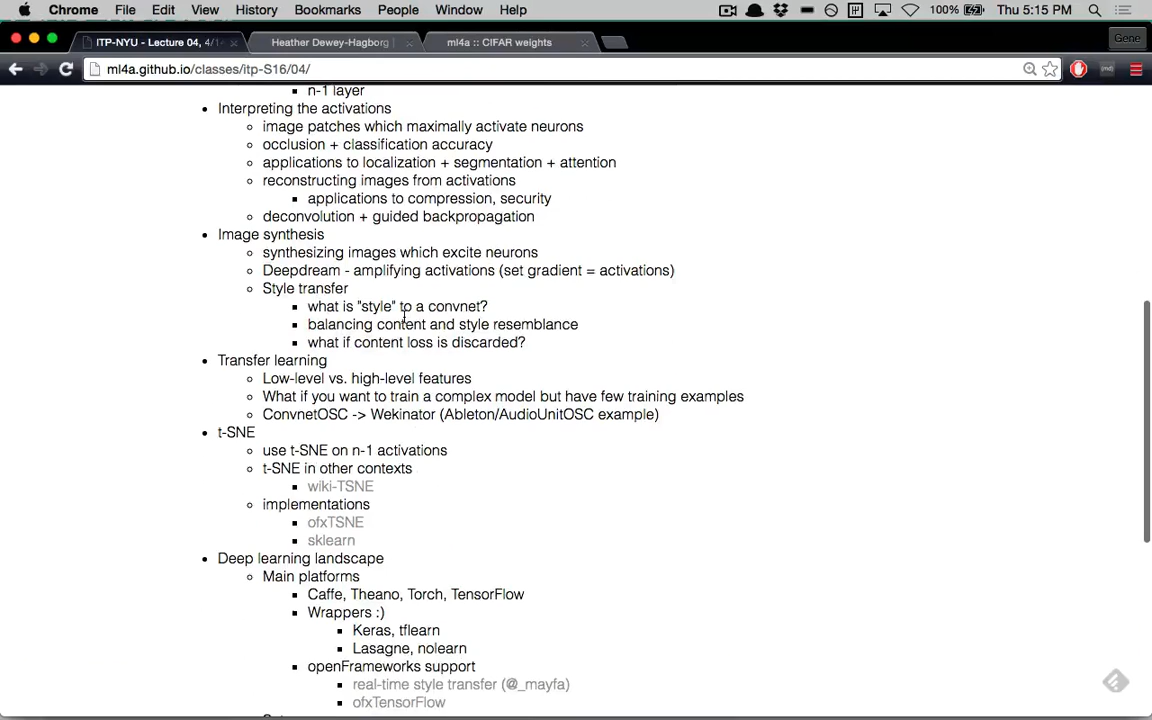 Chrome File Edit View History Bookmarks People Window Help 100% Thu 5:15 PM
ITP-NYU - Lecture 04, 4/1 Heather Dewey-Hagborg ml4a :: CIFAR weights Gene
ml4a.github.io/classes/itp-S16/04/
n-1 layer
Interpreting the activations
image patches which maximally activate neurons
occlusion + classification accuracy
applications to localization + segmentation + attention
reconstructing images from activations
applications to compression, security
deconvolution + guided backpropagation
Image synthesis
synthesizing images which excite neurons
Deepdream - amplifying activations (set gradient = activations)
Style transfer
what is "style" to a convnet?
balancing content and style resemblance
what if content loss is discarded?
Transfer learning
Low-level vs. high-level features
What if you want to train a complex model but have few training examples
ConvnetOSC -> Wekinator (Ableton/AudioUnitOSC example)
t-SNE
use t-SNE on n-1 activations
t-SNE in other contexts
wiki-TSNE
implementations
ofxTSNE
sklearn
Deep learning landscape
Main platforms
Caffe, Theano, Torch, TensorFlow
Wrappers :)
Keras, tflearn
Lasagne, nolearn
openFrameworks support
real-time style transfer (@_mayfa)
ofxTensorFlow